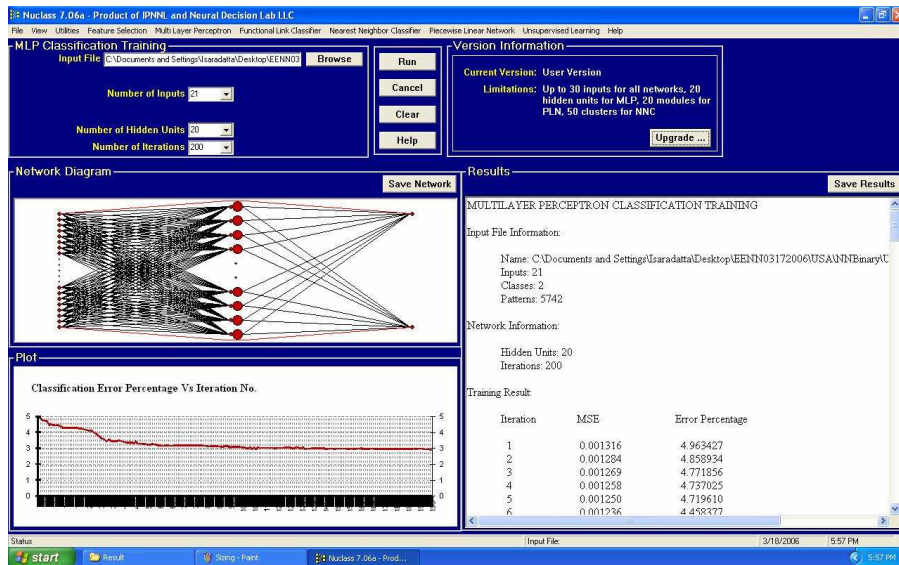 Nuclass 7.06a - Product of IPNNL and Neural Decision Lab LLC
File View Utilities Feature Selection Multi Layer Perceptron Functional Link Classifier Nearest Neighbor Classifier Piecewise Linear Network Unsupervised Learning Help
MLP Classification Training
Input File C:\Documents and Settings\Isaradatta\Desktop\EENN03 Browse
Number of Inputs 21
Number of Hidden Units 20
Number of Iterations 200
Run
Cancel
Clear
Help
Version Information
Current Version: User Version
Limitations: Up to 30 inputs for all networks, 20
hidden units for MLP, 20 modules for
PLN, 50 clusters for NNC
Upgrade ...
Network Diagram
Save Network
Plot
Classification Error Percentage Vs Iteration No.
5 5
4 4
3 3
2 2
1 1
0 0
Results
Save Results
MULTILAYER PERCEPTRON CLASSIFICATION TRAINING
Input File Information:
Name: C:\Documents and Settings\Isaradatta\Desktop\EENN03172006\USA\NNBinary\U
Inputs: 21
Classes: 2
Patterns: 5742
Network Information:
Hidden Units: 20
Iterations: 200
Training Result:
Iteration MSE Error Percentage
1 0.001316 4.963427
2 0.001284 4.858934
3 0.001269 4.771856
4 0.001258 4.737025
5 0.001250 4.719610
6 0.001236 4.458377
Status Input File: 3/18/2006 5:57 PM
start Result Sizing - Paint Nuclass 7.06a - Prod... 5:57 PM